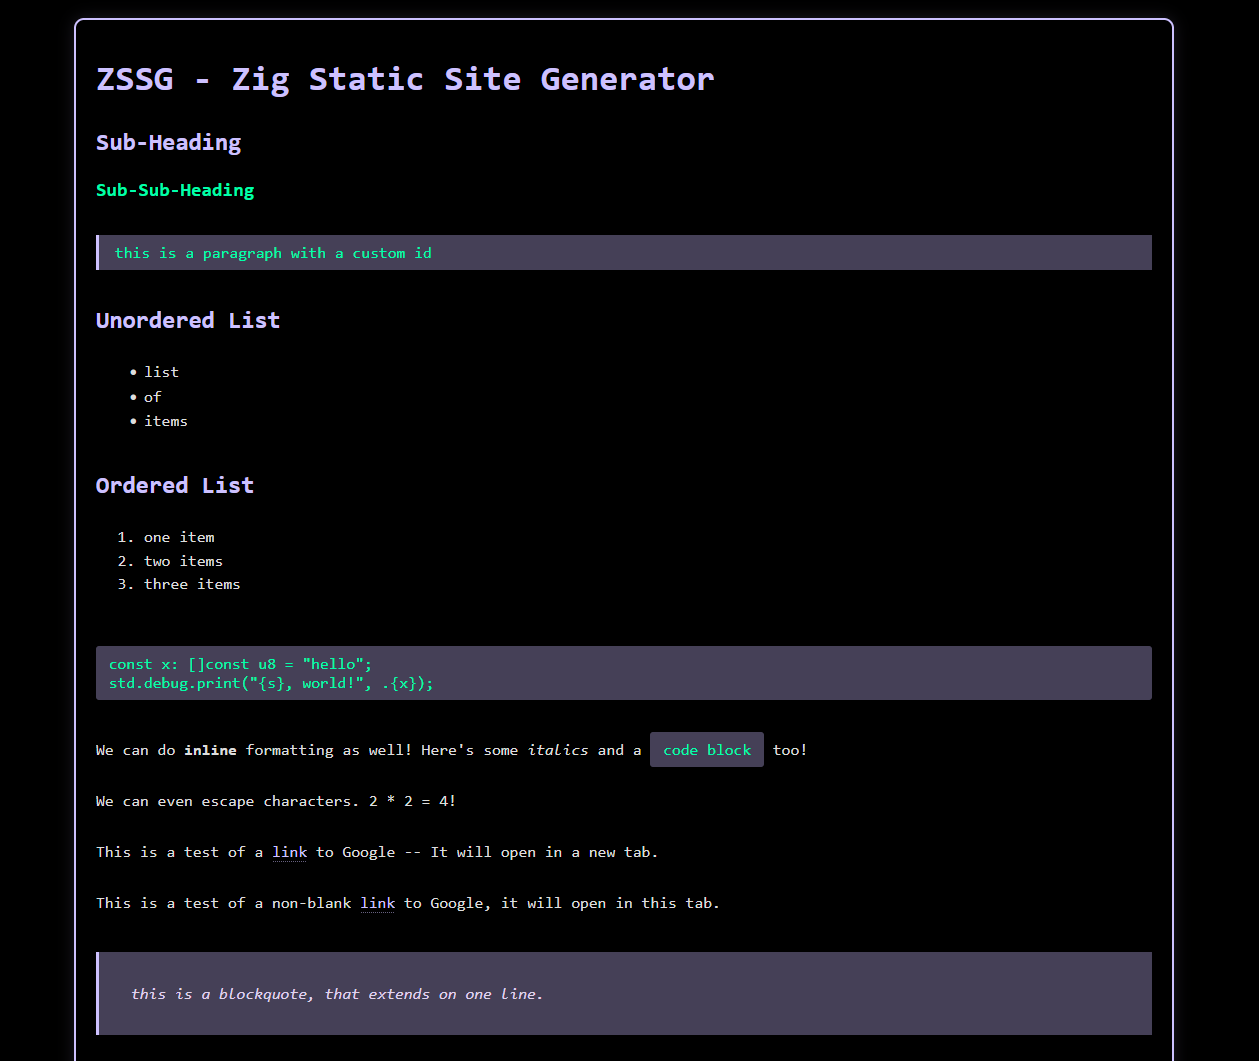 ZSSG - Zig Static Site Generator
Sub-Heading
Sub-Sub-Heading
this is a paragraph with a custom id
Unordered List
• list
• of
• items
Ordered List
1. one item
2. two items
3. three items
const x: []const u8 = "hello";
std.debug.print("{s}, world!", .{x});
We can do inline formatting as well! Here's some italics and a code block too!
We can even escape characters. 2 * 2 = 4!
This is a test of a link to Google -- It will open in a new tab.
This is a test of a non-blank link to Google, it will open in this tab.
this is a blockquote, that extends on one line.